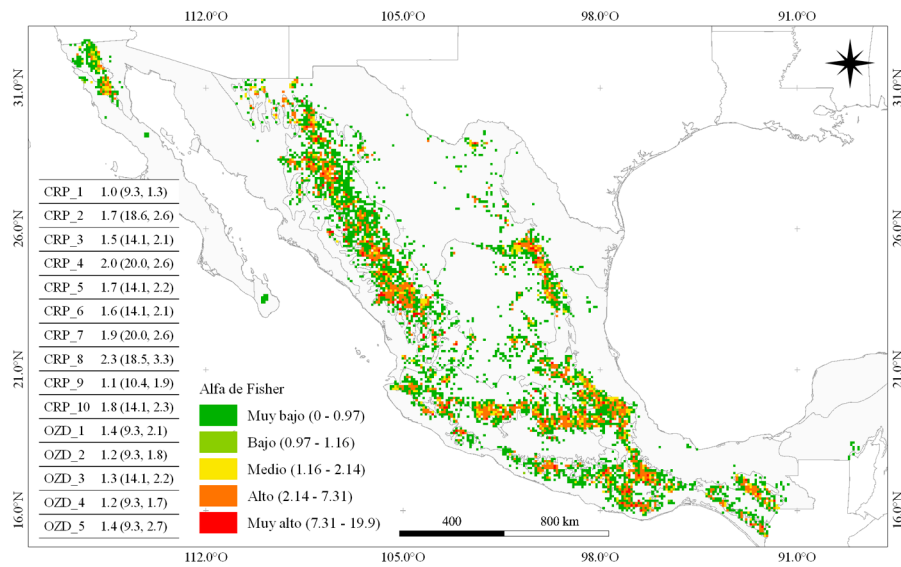 112.0°O 105.0°O 98.0°O 91.0°O
31.0°N 31.0°N
26.0°N 26.0°N
21.0°N 21.0°N
16.0°N 16.0°N
CRP_1 1.0 (9.3, 1.3)
CRP_2 1.7 (18.6, 2.6)
CRP_3 1.5 (14.1, 2.1)
CRP_4 2.0 (20.0, 2.6)
CRP_5 1.7 (14.1, 2.2)
CRP_6 1.6 (14.1, 2.1)
CRP_7 1.9 (20.0, 2.6)
CRP_8 2.3 (18.5, 3.3)
CRP_9 1.1 (10.4, 1.9)
CRP_10 1.8 (14.1, 2.3)
OZD_1 1.4 (9.3, 2.1)
OZD_2 1.2 (9.3, 1.8)
OZD_3 1.3 (14.1, 2.2)
OZD_4 1.2 (9.3, 1.7)
OZD_5 1.4 (9.3, 2.7)
Alfa de Fisher
Muy bajo (0 - 0.97)
Bajo (0.97 - 1.16)
Medio (1.16 - 2.14)
Alto (2.14 - 7.31)
Muy alto (7.31 - 19.9)
400 800 km
112.0°O 105.0°O 98.0°O 91.0°O